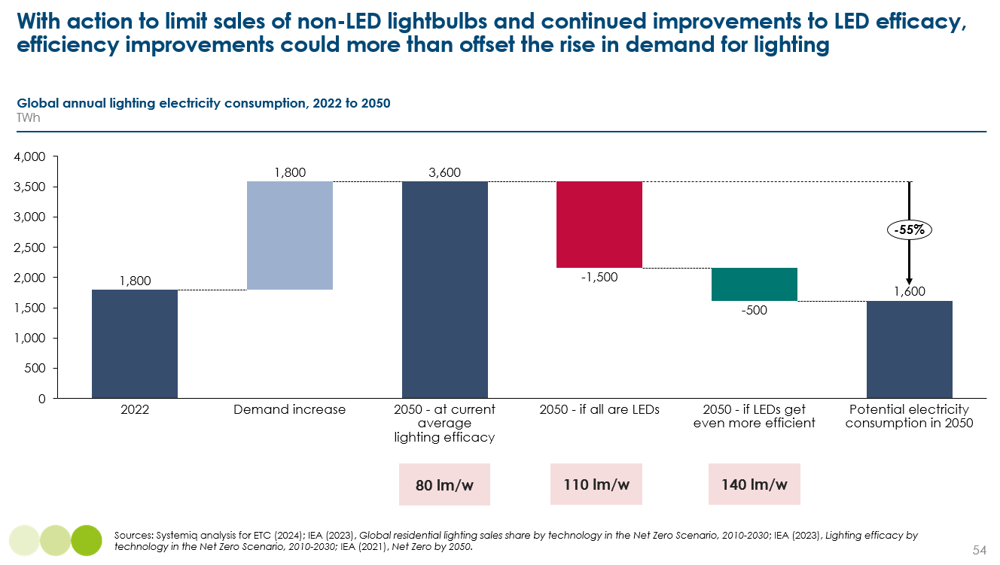 With action to limit sales of non-LED lightbulbs and continued improvements to LED efficacy,
efficiency improvements could more than offset the rise in demand for lighting
Global annual lighting electricity consumption, 2022 to 2050
TWh
4,000
3,500
3,000
2,500
2,000
1,500
1,000
500
0
1,800
1,800
3,600
-1,500
-500
-55%
1,600
2022
Demand increase
2050 - at current
average
lighting efficacy
2050 - if all are LEDs
2050 - if LEDs get
even more efficient
Potential electricity
consumption in 2050
80 lm/w
110 lm/w
140 lm/w
Sources: Systemiq analysis for ETC (2024); IEA (2023), Global residential lighting sales share by technology in the Net Zero Scenario, 2010-2030; IEA (2023), Lighting efficacy by
technology in the Net Zero Scenario, 2010-2030; IEA (2021), Net Zero by 2050.
54